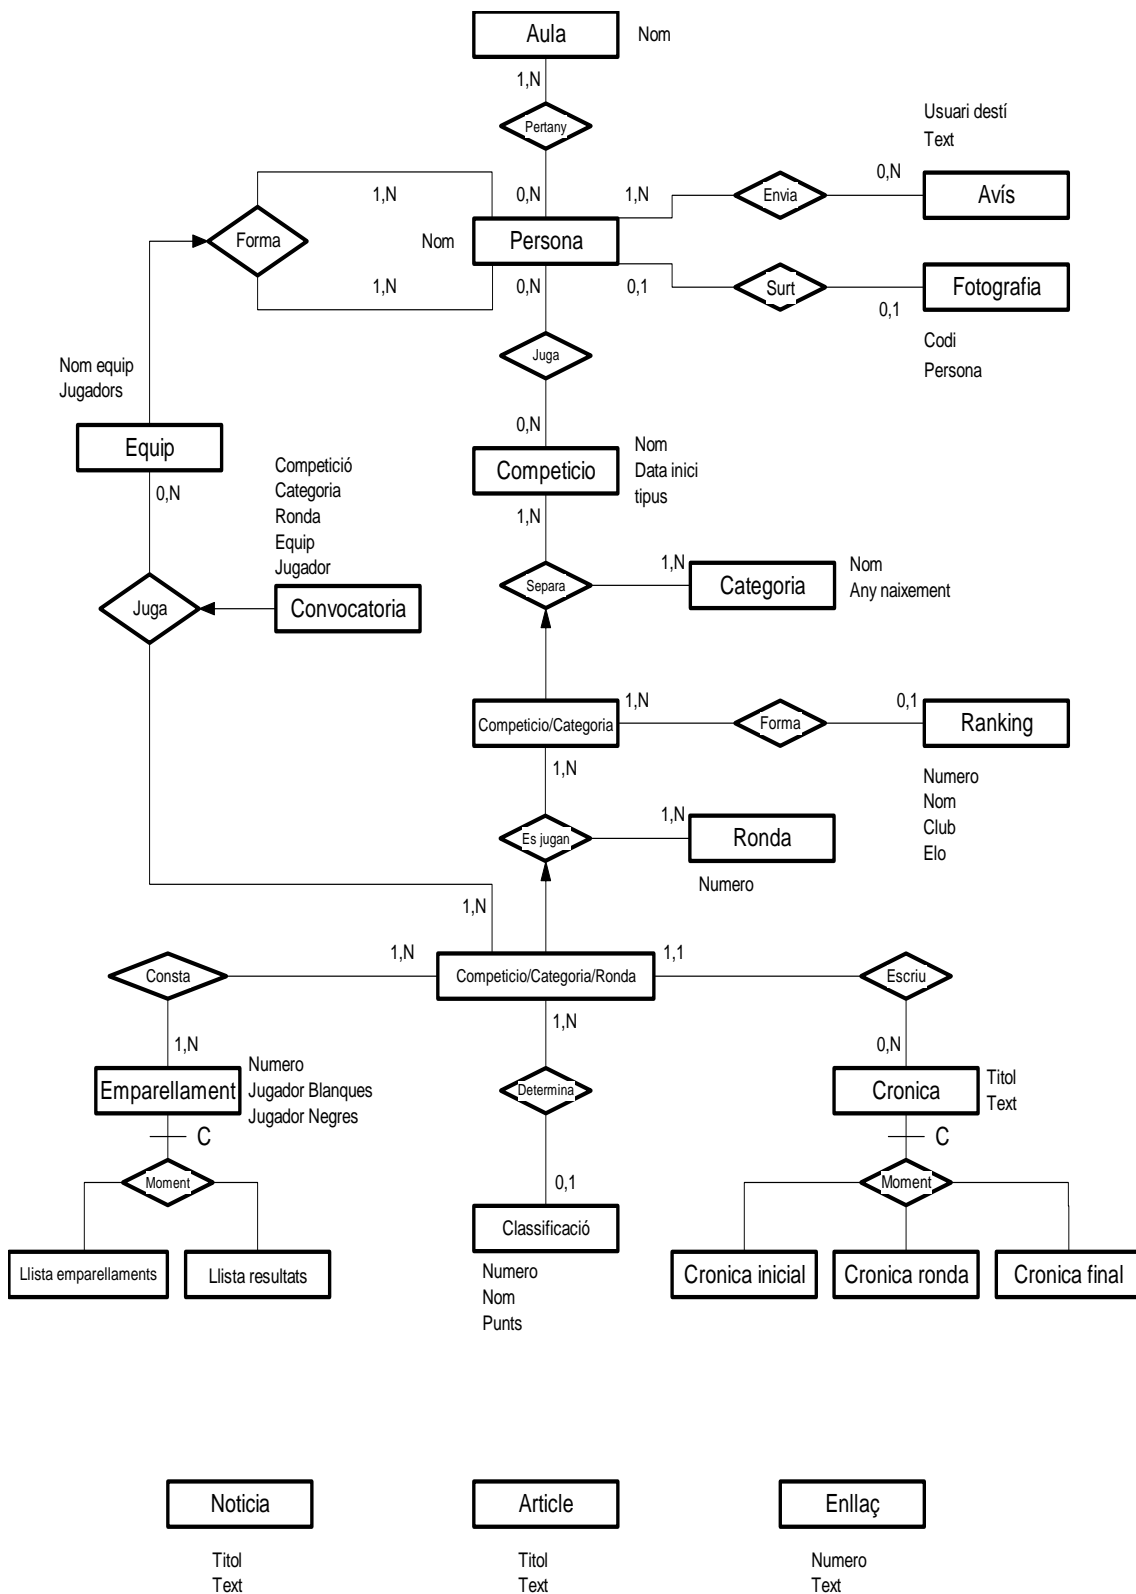 Aula
Nom
1,N
Pertany
Usuari destí
Text
0,N
1,N
0,N
1,N
Envia
Avís
Forma
Nom
Persona
1,N
0,N
0,1
Surt
Fotografia
0,1
Codi
Persona
Juga
Nom equip
Jugadors
0,N
Equip
Competicio
Nom
Data inici
tipus
0,N
Competició
Categoria
Ronda
Equip
Jugador
1,N
1,N
Separa
Categoria
Nom
Any naixement
Juga
Convocatoria
1,N
0,1
Competicio/Categoria
Forma
Ranking
1,N
Numero
Nom
Club
Elo
1,N
Es jugan
Ronda
Numero
1,N
1,N
1,1
Consta
Competicio/Categoria/Ronda
Escriu
1,N
1,N
0,N
Emparellament
Numero
Jugador Blanques
Jugador Negres
Determina
Cronica
Titol
Text
C
C
Moment
Moment
0,1
Llista emparellaments
Llista resultats
Classificació
Cronica inicial
Cronica ronda
Cronica final
Numero
Nom
Punts
Noticia
Article
Enllaç
Titol
Text
Titol
Text
Numero
Text